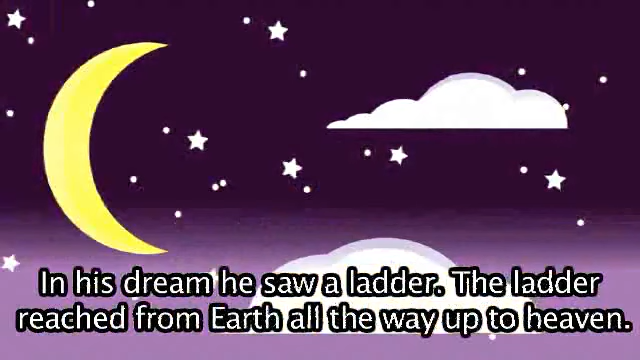 In his dream he saw a ladder. The ladder
reached from Earth all the way up to heaven.